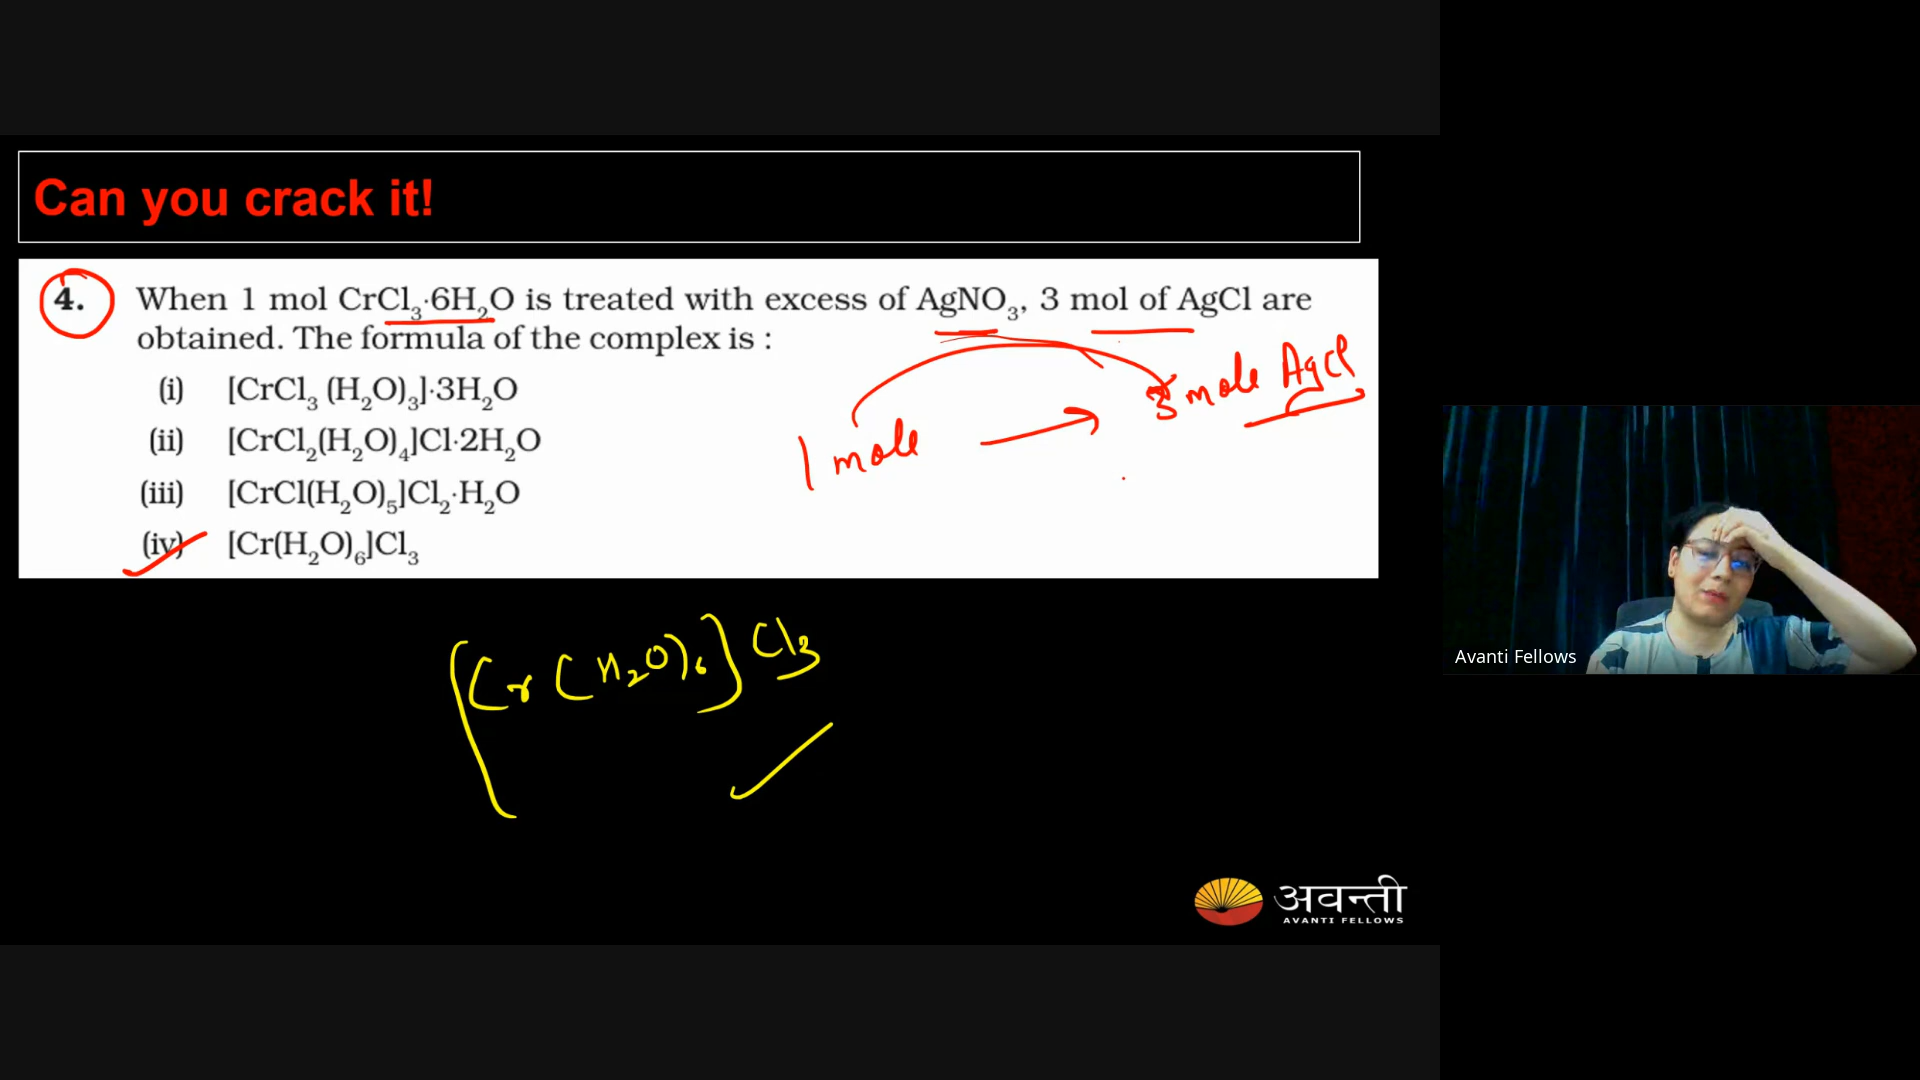 Can you crack it!
4. When 1 mol CrCl₃·6H₂O is treated with excess of AgNO₃, 3 mol of AgCl are
obtained. The formula of the complex is :
(i) [CrCl₃ (H₂O)₃]·3H₂O
(ii) [CrCl₂(H₂O)₄]Cl·2H₂O
(iii) [CrCl(H₂O)₅]Cl₂·H₂O
(iv) [Cr(H₂O)₆]Cl₃
1 mole → 3 mole AgCl
[Cr(H₂O)₆]Cl₃
Avanti Fellows
अवन्ती
AVANTI FELLOWS